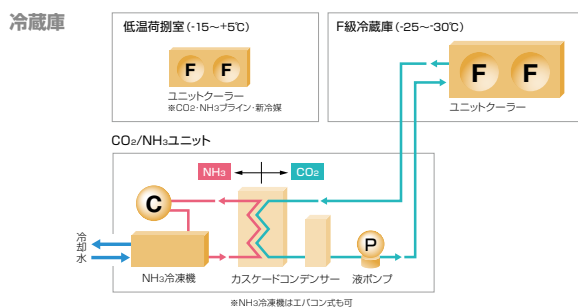 冷蔵庫
低温荷捌室(-15～+5℃)
F F
ユニットクーラー
※CO2・NH3ブライン・新冷媒
F級冷蔵庫(-25～-30℃)
F F
ユニットクーラー
CO2/NH3ユニット
NH3 CO2
C
冷却水
P
NH3冷凍機 カスケードコンデンサー 液ポンプ
※NH3冷凍機はエバコン式も可